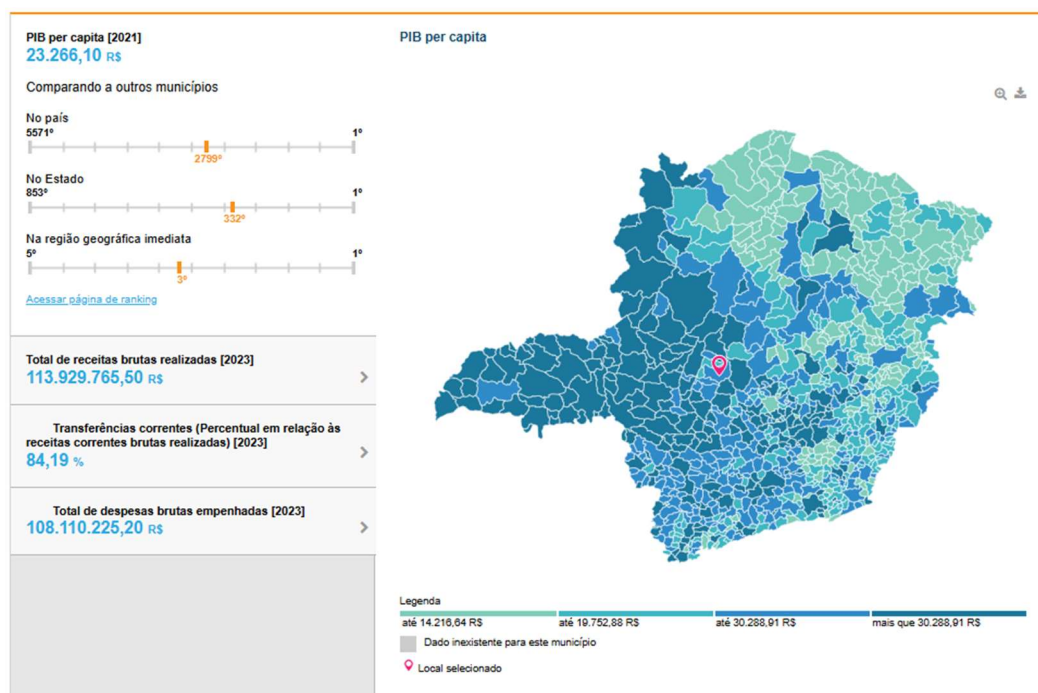 PIB per capita [2021]
23.266,10 R$
Comparando a outros municípios
No país
5571º 1º
2799º
No Estado
853º 1º
332º
Na região geográfica imediata
5º 1º
3º
Acessar página de ranking
Total de receitas brutas realizadas [2023]
113.929.765,50 R$
Transferências correntes (Percentual em relação às
receitas correntes brutas realizadas) [2023]
84,19 %
Total de despesas brutas empenhadas [2023]
108.110.225,20 R$
PIB per capita
Legenda
até 14.216,64 R$ até 19.752,88 R$ até 30.288,91 R$ mais que 30.288,91 R$
Dado inexistente para este município
Local selecionado